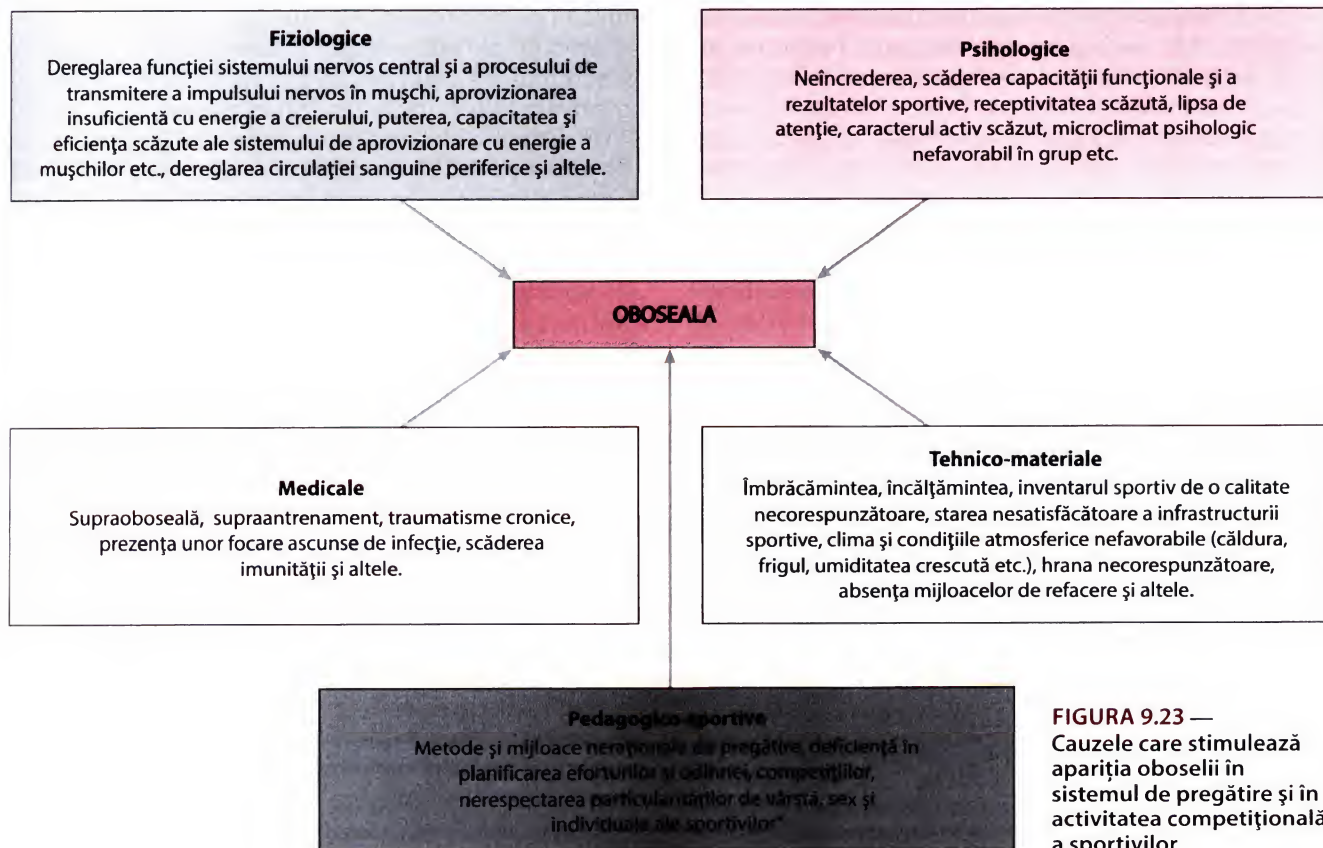 Fiziologice
Dereglarea funcţiei sistemului nervos central şi a procesului de
transmitere a impulsului nervos în muşchi, aprovizionarea
insuficientă cu energie a creierului, puterea, capacitatea şi
eficienţa scăzute ale sistemului de aprovizionare cu energie a
muşchilor etc., dereglarea circulaţiei sanguine periferice şi altele.
Psihologice
Neîncrederea, scăderea capacităţii funcţionale şi a
rezultatelor sportive, receptivitatea scăzută, lipsa de
atenţie, caracterul activ scăzut, microclimat psihologic
nefavorabil în grup etc.
OBOSEALA
Medicale
Supraoboseală, supraantrenament, traumatisme cronice,
prezenţa unor focare ascunse de infecţie, scăderea
imunităţii şi altele.
Tehnico-materiale
Îmbrăcămintea, încălţămintea, inventarul sportiv de o calitate
necorespunzătoare, starea nesatisfăcătoare a infrastructurii
sportive, clima şi condiţiile atmosferice nefavorabile (căldura,
frigul, umiditatea crescută etc.), hrana necorespunzătoare,
absenţa mijloacelor de refacere şi altele.
Pedagogico-sportive
Metode şi mijloace neraţionale de pregătire, deficienţă în
planificarea eforturilor şi odihnei, competiţiilor,
nerespectarea particularităţilor de vârstă, sex şi
individuale ale sportivilor
FIGURA 9.23 —
Cauzele care stimulează
apariţia oboselii în
sistemul de pregătire şi în
activitatea competiţională
a sportivilor